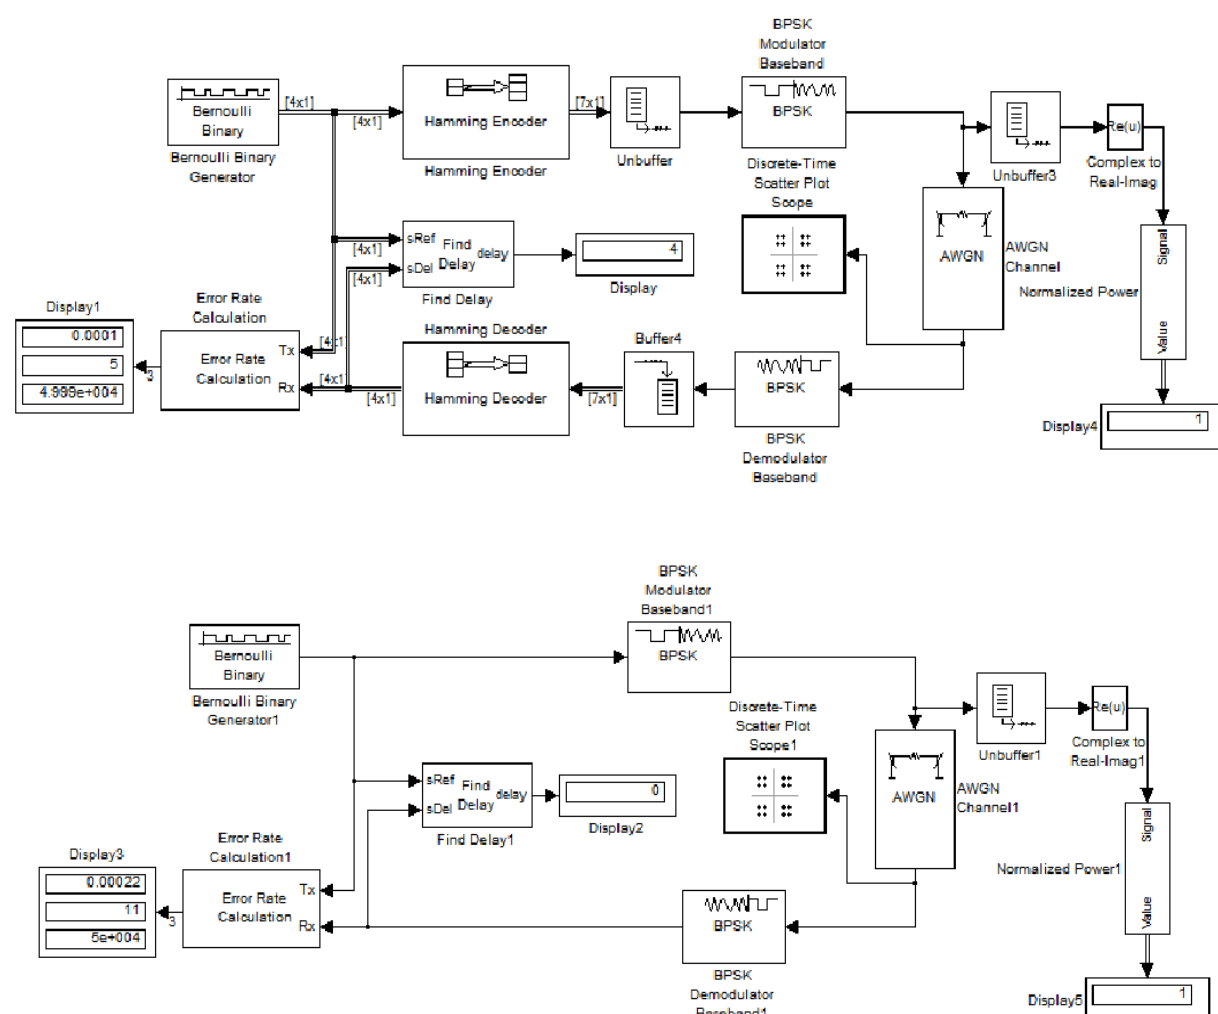 BPSK
Modulator
Baseband
Bernoulli
Binary
Bernoulli Binary
Generator
[4x1]
[4x1]
Hamming Encoder
Hamming Encoder
[7x1]
Unbuffer
BPSK
Unbuffer3
Re(u)
Complex to
Real-Imag
Discrete-Time
Scatter Plot
Scope
AWGN
AWGN
Channel
Signal
Value
Normalized Power
Display4
1
sRef
sDel
Find
Delay
delay
Find Delay
[4x1]
[4x1]
4
Display
Display1
0.0001
5
4.999e+004
3
Error Rate
Calculation
Error Rate
Calculation
Tx
Rx
[4x1]
[4x1]
[4x1]
Hamming Decoder
Hamming Decoder
[7x1]
Buffer4
BPSK
BPSK
Demodulator
Baseband
BPSK
Modulator
Baseband1
Bernoulli
Binary
Bernoulli Binary
Generator1
BPSK
Unbuffer1
Re(u)
Complex to
Real-Imag1
Discrete-Time
Scatter Plot
Scope1
AWGN
AWGN
Channel1
Signal
Value
Normalized Power1
Display5
1
sRef
sDel
Find
Delay
delay
Find Delay1
0
Display2
Display3
0.00022
11
5e+004
3
Error Rate
Calculation1
Error Rate
Calculation
Tx
Rx
BPSK
BPSK
Demodulator
Baseband1